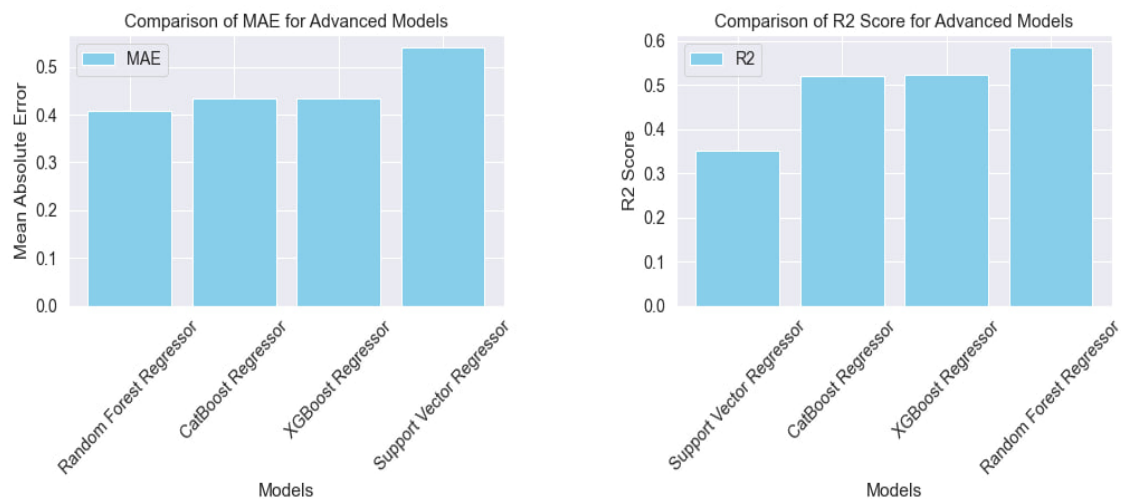 Comparison of MAE for Advanced Models
MAE
Mean Absolute Error
0.5
0.4
0.3
0.2
0.1
0.0
Random Forest Regressor
CatBoost Regressor
XGBoost Regressor
Support Vector Regressor
Models
Comparison of R2 Score for Advanced Models
R2
R2 Score
0.6
0.5
0.4
0.3
0.2
0.1
0.0
Support Vector Regressor
CatBoost Regressor
XGBoost Regressor
Random Forest Regressor
Models